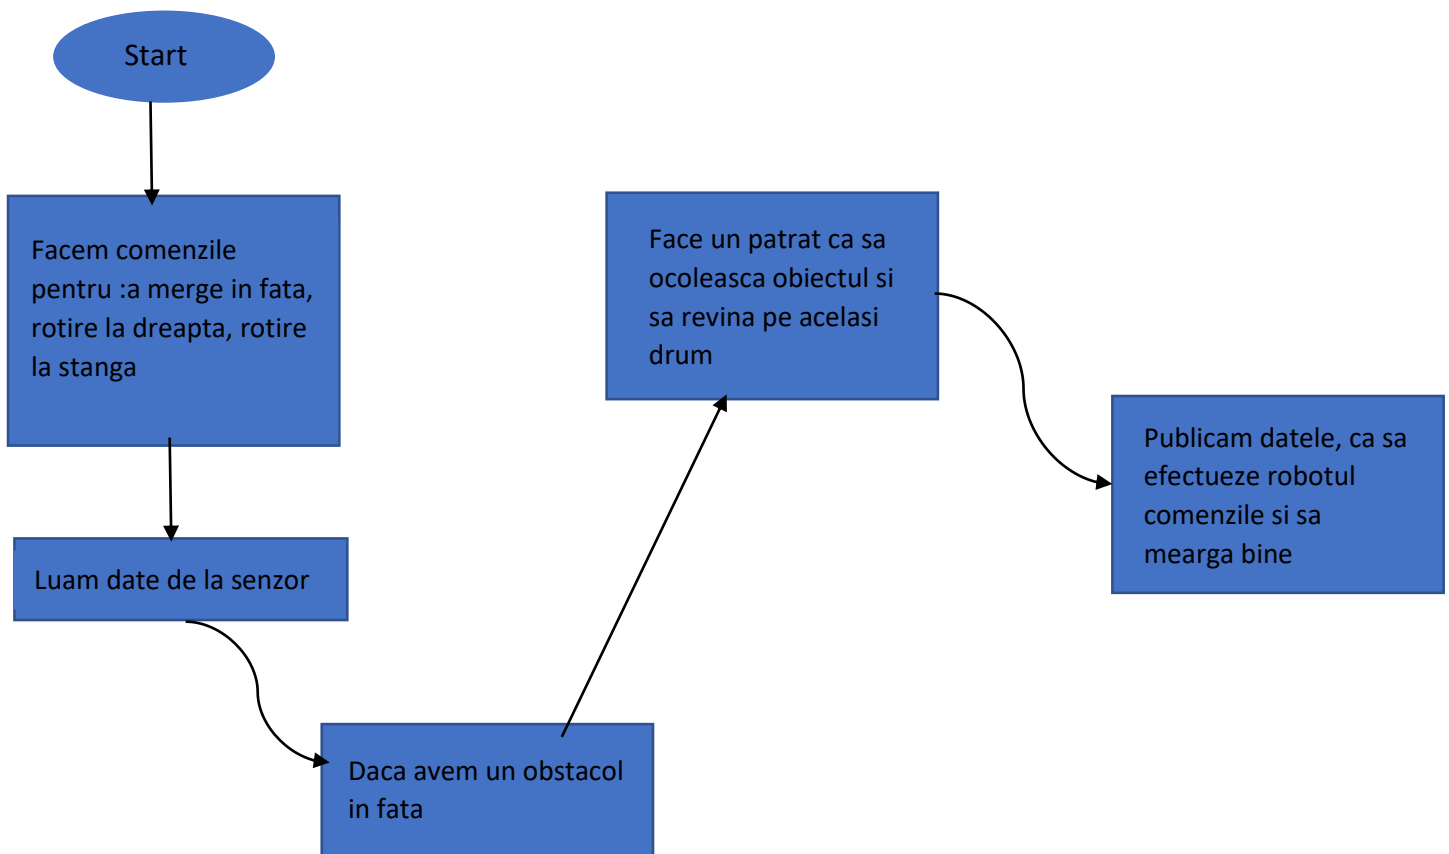 Start
Facem comenzile
pentru :a merge in fata,
rotire la dreapta, rotire
la stanga
Luam date de la senzor
Daca avem un obstacol
in fata
Face un patrat ca sa
ocoleasca obiectul si
sa revina pe acelasi
drum
Publicam datele, ca sa
efectueze robotul
comenzile si sa
mearga bine